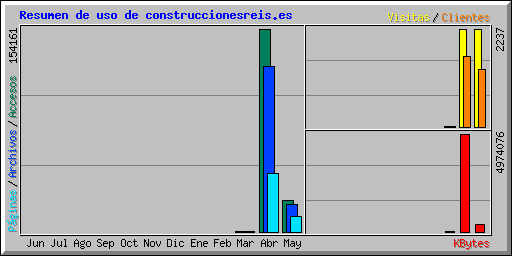 Resumen de uso de construccionesreis.es
Visitas/Clientes
154161
Páginas/Archivos/Accesos
2237
4974076
Jun Jul Ago Sep Oct Nov Dic Ene Feb Mar Abr May
KBytes